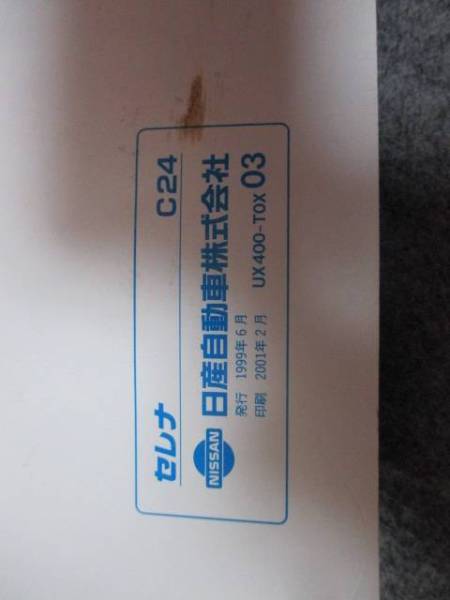 セレナ C24
NISSAN 日産自動車株式会社
発行 1999年6月
印刷 2001年2月 UX400-T0X 03